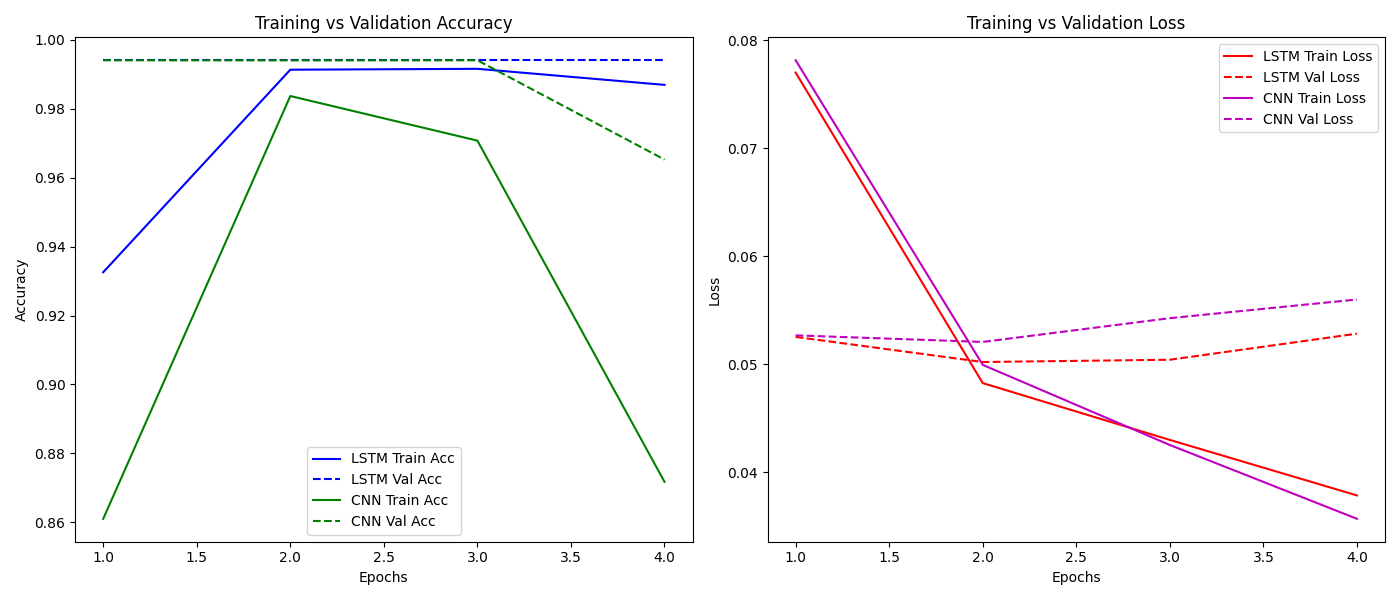 Training vs Validation Accuracy
1.00
0.98
0.96
0.94
0.92
0.90
0.88
0.86
Accuracy
LSTM Train Acc
LSTM Val Acc
CNN Train Acc
CNN Val Acc
1.0 1.5 2.0 2.5 3.0 3.5 4.0
Epochs
Training vs Validation Loss
0.08
0.07
0.06
0.05
0.04
Loss
LSTM Train Loss
LSTM Val Loss
CNN Train Loss
CNN Val Loss
1.0 1.5 2.0 2.5 3.0 3.5 4.0
Epochs